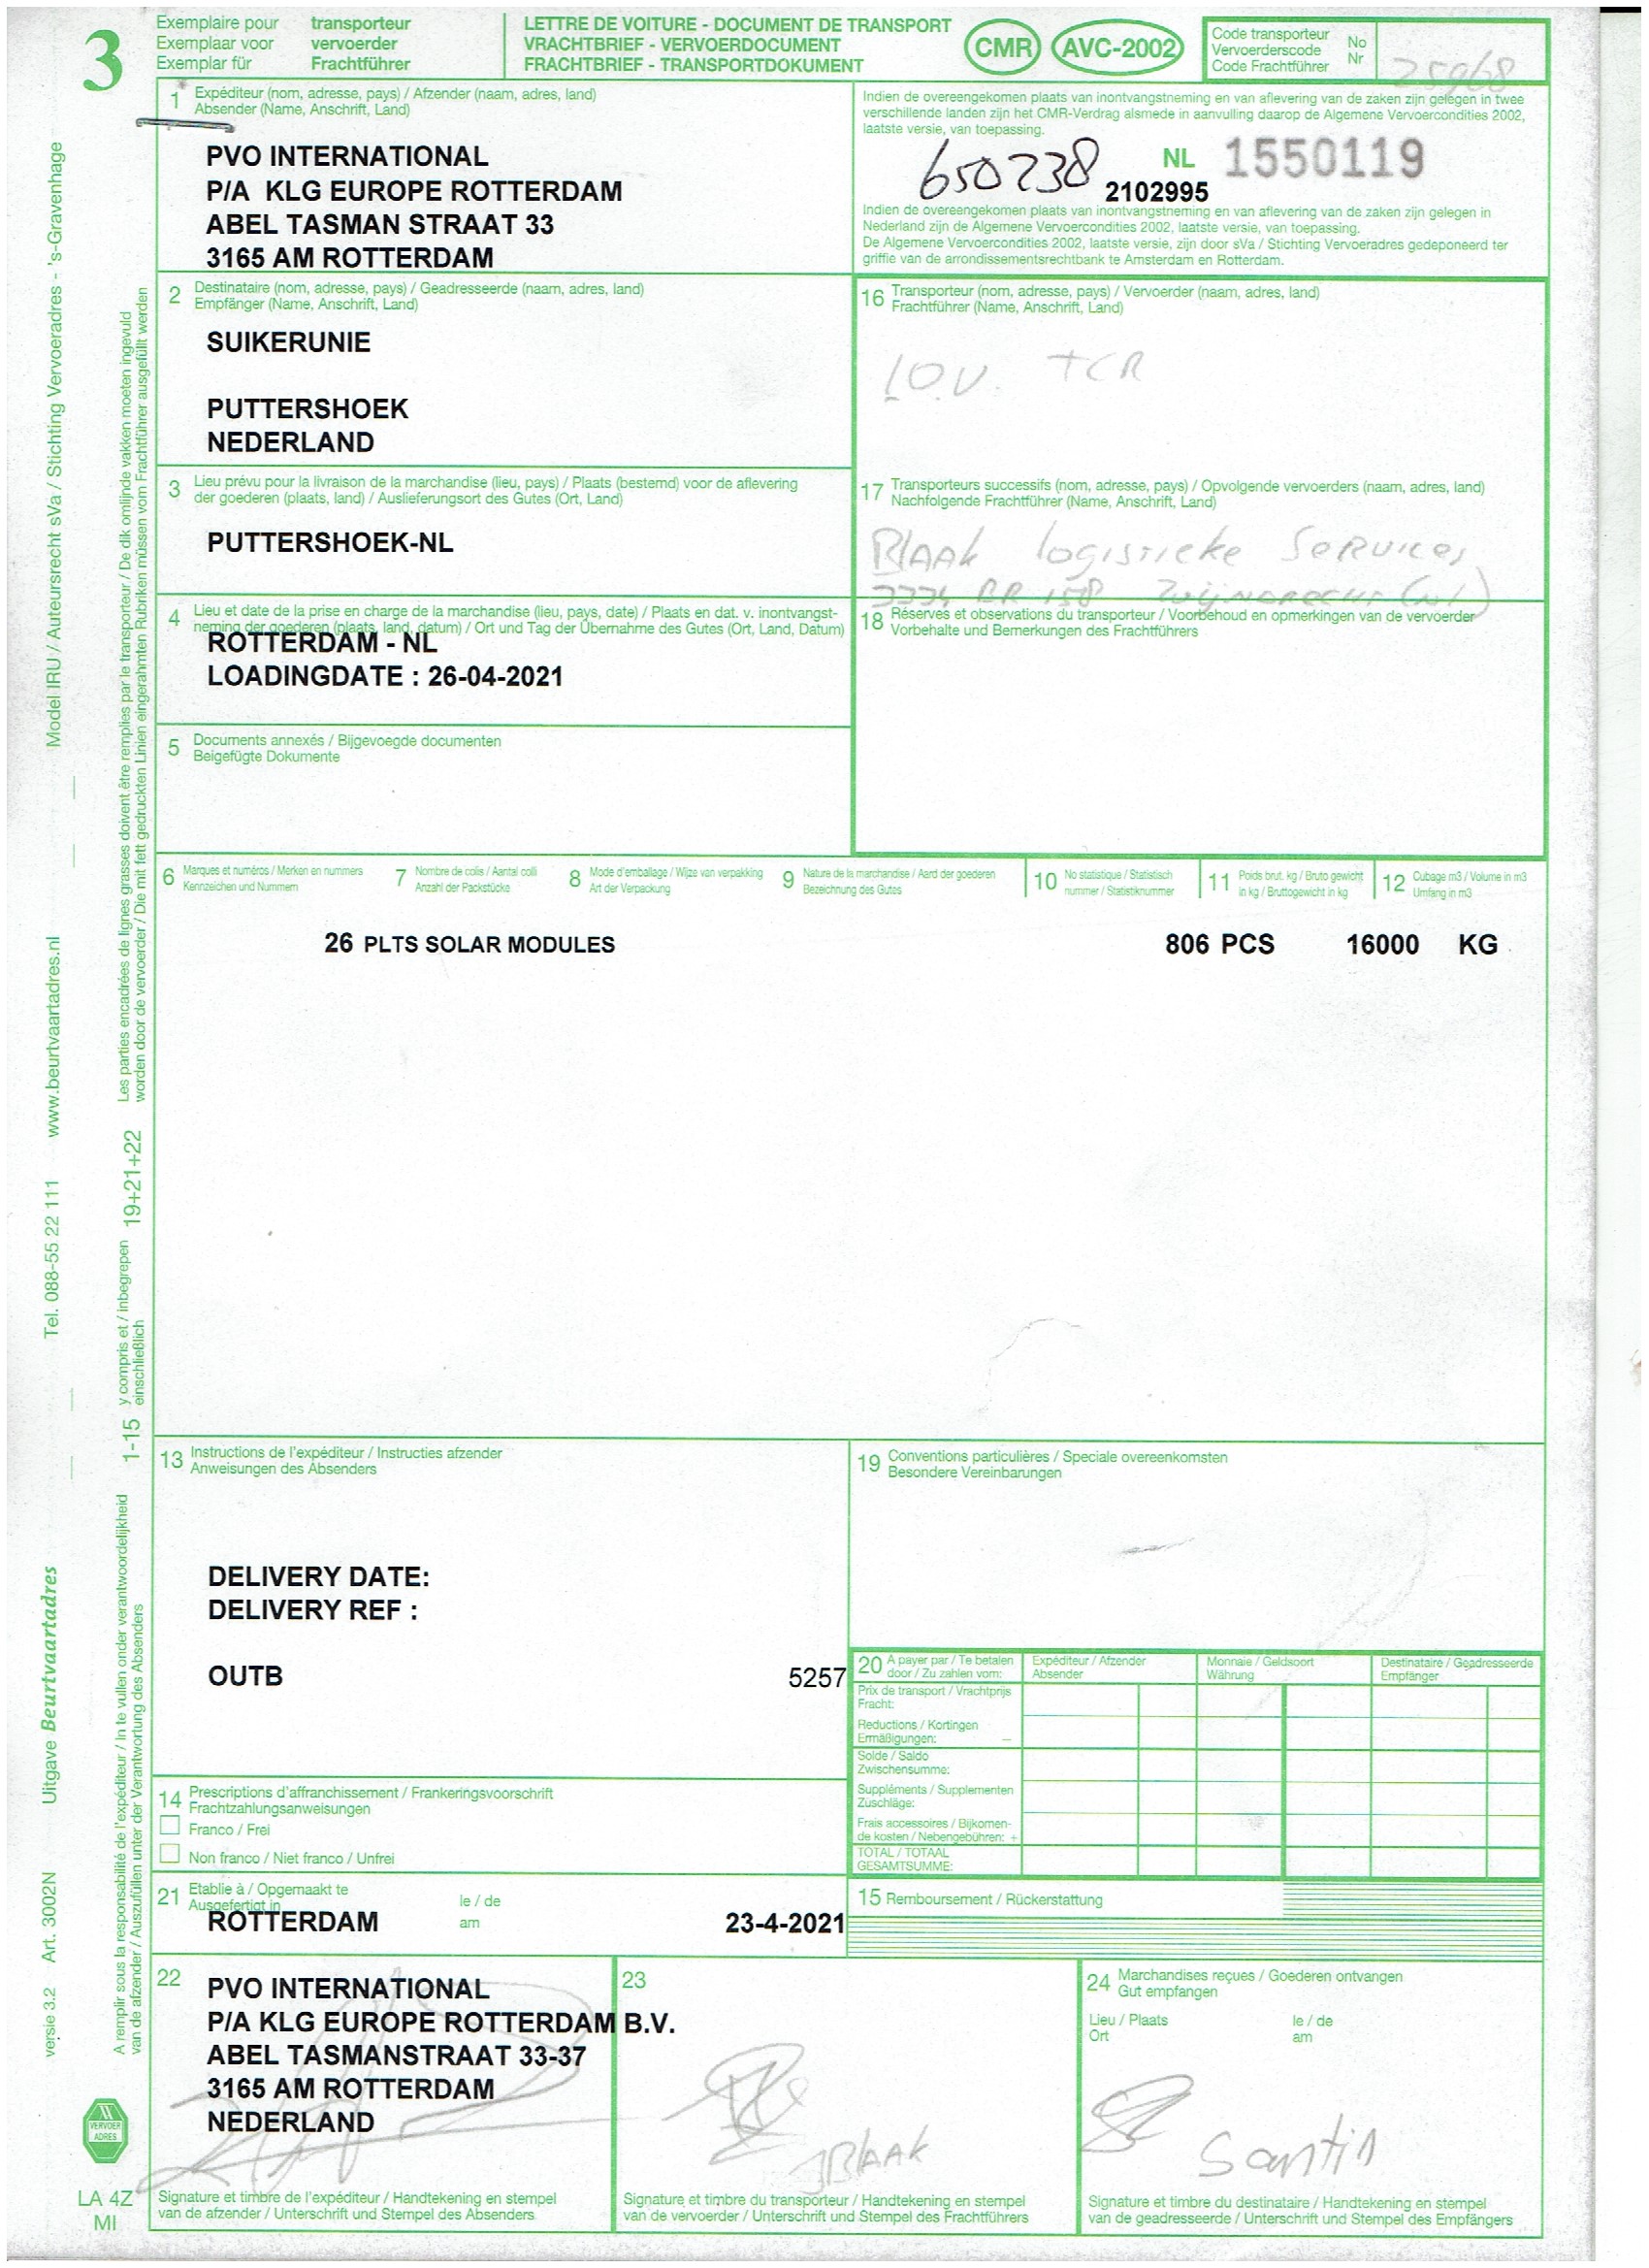 3
Exemplaire pour transporteur
Exemplaar voor vervoerder
Exemplar für Frachtführer
LETTRE DE VOITURE - DOCUMENT DE TRANSPORT
VRACHTBRIEF - VERVOERDOCUMENT
FRACHTBRIEF - TRANSPORTDOKUMENT
CMR AVC-2002
Code transporteur No
Vervoerderscode Nr
Code Frachtführer
25968
1 Expéditeur (nom, adresse, pays) / Afzender (naam, adres, land)
Absender (Name, Anschrift, Land)
PVO INTERNATIONAL
P/A KLG EUROPE ROTTERDAM
ABEL TASMAN STRAAT 33
3165 AM ROTTERDAM
Indien de overeengekomen plaats van inontvangstneming en van aflevering van de zaken zijn gelegen in twee
verschillende landen zijn het CMR-Verdrag alsmede in aanvulling daarop de Algemene Vervoercondities 2002,
laatste versie, van toepassing.
650738 NL 1550119
2102995
Indien de overeengekomen plaats van inontvangstneming en van aflevering van de zaken zijn gelegen in
Nederland zijn de Algemene Vervoercondities 2002, laatste versie, van toepassing.
De Algemene Vervoercondities 2002, laatste versie, zijn door sVa / Stichting Vervoeradres gedeponeerd ter
griffie van de arrondissementsrechtbank te Amsterdam en Rotterdam.
2 Destinataire (nom, adresse, pays) / Geadresseerde (naam, adres, land)
Empfänger (Name, Anschrift, Land)
SUIKERUNIE
PUTTERSHOEK
NEDERLAND
16 Transporteur (nom, adresse, pays) / Vervoerder (naam, adres, land)
Frachtführer (Name, Anschrift, Land)
I.O.V. TCR
3 Lieu prévu pour la livraison de la marchandise (lieu, pays) / Plaats (bestemd) voor de aflevering
der goederen (plaats, land) / Auslieferungsort des Gutes (Ort, Land)
PUTTERSHOEK-NL
17 Transporteurs successifs (nom, adresse, pays) / Opvolgende vervoerders (naam, adres, land)
Nachfolgende Frachtführer (Name, Anschrift, Land)
Blaak logistieke Services
3334 BR 158 Zwijndrecht (NL)
4 Lieu et date de la prise en charge de la marchandise (lieu, pays, date) / Plaats en dat. v. inontvangst-
neming der goederen (plaats, land, datum) / Ort und Tag der Übernahme des Gutes (Ort, Land, Datum)
ROTTERDAM - NL
LOADINGDATE : 26-04-2021
18 Réserves et observations du transporteur / Voorbehoud en opmerkingen van de vervoerder
Vorbehalte und Bemerkungen des Frachtführers
5 Documents annexés / Bijgevoegde documenten
Beigefügte Dokumente
6 Marques et numéros / Merken en nummers
Kennzeichen und Nummern
7 Nombre de colis / Aantal colli
Anzahl der Packstücke
8 Mode d'emballage / Wijze van verpakking
Art der Verpackung
9 Nature de la marchandise / Aard der goederen
Bezeichnung des Gutes
10 No statistique / Statistisch
nummer / Statistiknummer
11 Poids brut. kg / Bruto gewicht
in kg / Bruttogewicht in kg
12 Cubage m3 / Volume in m3
Umfang in m3
26 PLTS SOLAR MODULES 806 PCS 16000 KG
13 Instructions de l'expéditeur / Instructies afzender
Anweisungen des Absenders
DELIVERY DATE:
DELIVERY REF :
OUTB 5257
19 Conventions particulières / Speciale overeenkomsten
Besondere Vereinbarungen
20 A payer par / Te betalen
door / Zu zahlen vom:
Expéditeur / Afzender
Absender
Monnaie / Geldsoort
Währung
Destinataire / Geadresseerde
Empfänger
Prix de transport / Vrachtprijs
Fracht:
Reductions / Kortingen
Ermäßigungen: –
Solde / Saldo
Zwischensumme:
Suppléments / Supplementen
Zuschläge:
Frais accessoires / Bijkomen-
de kosten / Nebengebühren: +
TOTAL / TOTAAL
GESAMTSUMME:
14 Prescriptions d'affranchissement / Frankeringsvoorschrift
Frachtzahlungsanweisungen
Franco / Frei
Non franco / Niet franco / Unfrei
21 Etablie à / Opgemaakt te le / de
Ausgefertigt in am
ROTTERDAM 23-4-2021
15 Remboursement / Rückerstattung
22
PVO INTERNATIONAL
P/A KLG EUROPE ROTTERDAM B.V.
ABEL TASMANSTRAAT 33-37
3165 AM ROTTERDAM
NEDERLAND
Signature et timbre de l'expéditeur / Handtekening en stempel
van de afzender / Unterschrift und Stempel des Absenders
23
JBlaak
Signature et timbre du transporteur / Handtekening en stempel
van de vervoerder / Unterschrift und Stempel des Frachtführers
24 Marchandises reçues / Goederen ontvangen
Gut empfangen
Lieu / Plaats le / de
Ort am
Santin
Signature et timbre du destinataire / Handtekening en stempel
van de geadresseerde / Unterschrift und Stempel des Empfängers
versie 3.2 Art. 3002N Uitgave Beurtvaartadres Tel. 088-55 22 111 www.beurtvaartadres.nl Model IRU / Auteursrecht sVa / Stichting Vervoeradres - 's-Gravenhage
A remplir sous la responsabilité de l'expéditeur / In te vullen onder verantwoordelijkheid
van de afzender / Auszufüllen unter der Verantwortung des Absenders
1-15 y compris et / inbegrepen 19+21+22
einschließlich
Les parties encadrées de lignes grasses doivent être remplies par le transporteur / De dik omlijnde vakken moeten ingevuld
worden door de vervoerder / Die mit fett gedruckten Linien eingerahmten Rubriken müssen vom Frachtführer ausgefüllt werden
VERVOER
ADRES
LA 4Z
MI